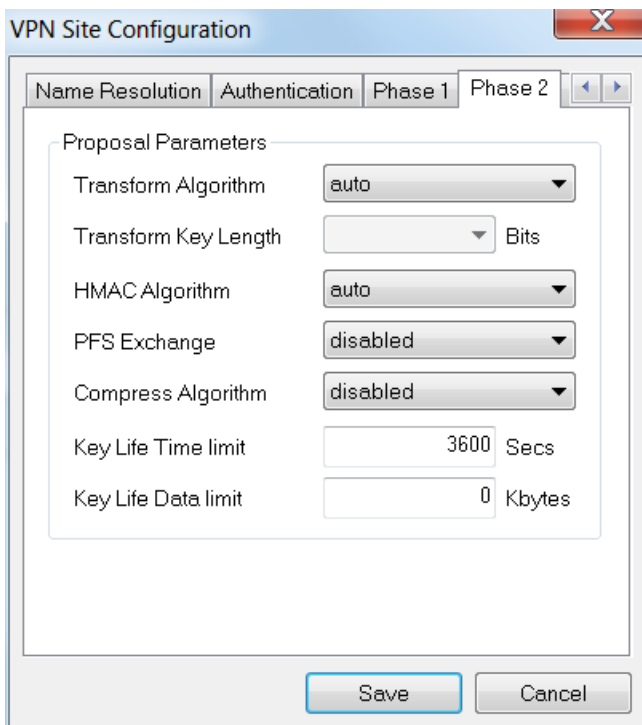 VPN Site Configuration
Name Resolution Authentication Phase 1 Phase 2
Proposal Parameters
Transform Algorithm auto
Transform Key Length Bits
HMAC Algorithm auto
PFS Exchange disabled
Compress Algorithm disabled
Key Life Time limit 3600 Secs
Key Life Data limit 0 Kbytes
Save Cancel